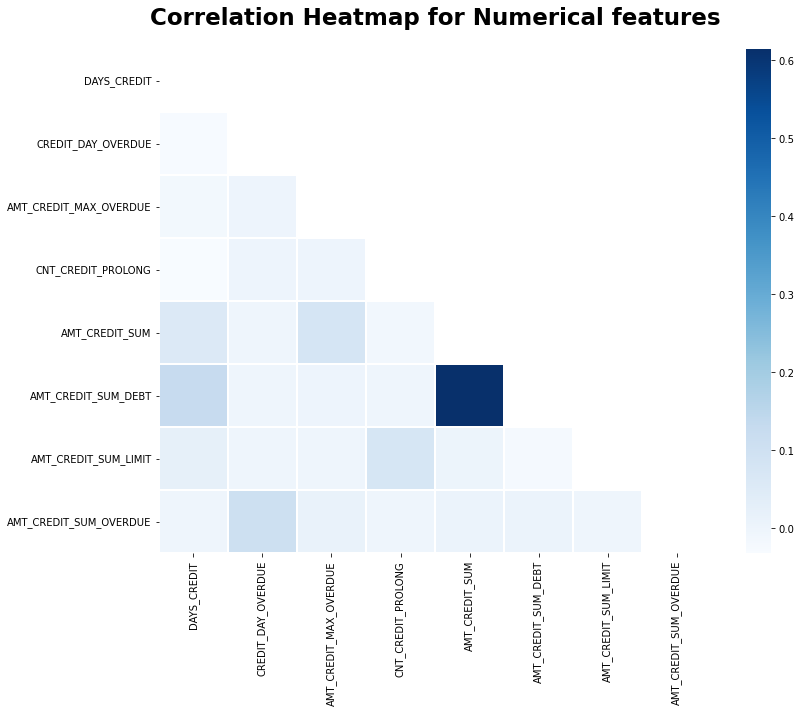 Correlation Heatmap for Numerical features
DAYS_CREDIT
CREDIT_DAY_OVERDUE
AMT_CREDIT_MAX_OVERDUE
CNT_CREDIT_PROLONG
AMT_CREDIT_SUM
AMT_CREDIT_SUM_DEBT
AMT_CREDIT_SUM_LIMIT
AMT_CREDIT_SUM_OVERDUE
DAYS_CREDIT
CREDIT_DAY_OVERDUE
AMT_CREDIT_MAX_OVERDUE
CNT_CREDIT_PROLONG
AMT_CREDIT_SUM
AMT_CREDIT_SUM_DEBT
AMT_CREDIT_SUM_LIMIT
AMT_CREDIT_SUM_OVERDUE
0.6
0.5
0.4
0.3
0.2
0.1
0.0